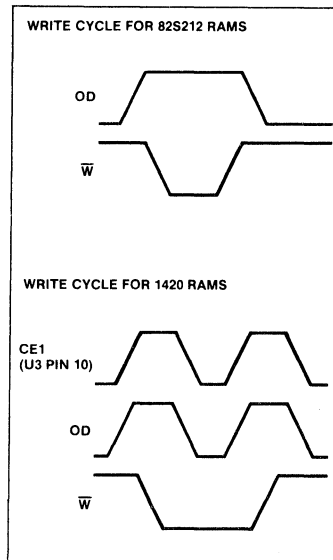 WRITE CYCLE FOR 82S212 RAMS
OD
W̅
WRITE CYCLE FOR 1420 RAMS
CE1
(U3 PIN 10)
OD
W̅